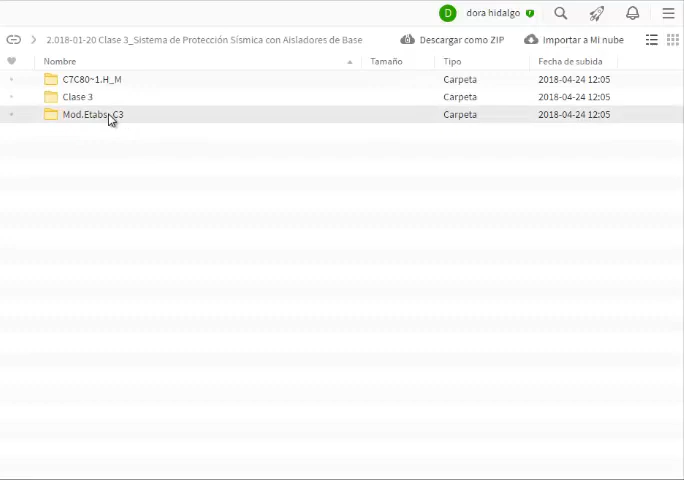 D dora hidalgo
2.018-01-20 Clase 3_Sistema de Protección Sísmica con Aisladores de Base Descargar como ZIP Importar a Mi nube
Nombre Tamaño Tipo Fecha de subida
C7C80~1.H_M Carpeta 2018-04-24 12:05
Clase 3 Carpeta 2018-04-24 12:05
Mod.Etabs_C3 Carpeta 2018-04-24 12:05